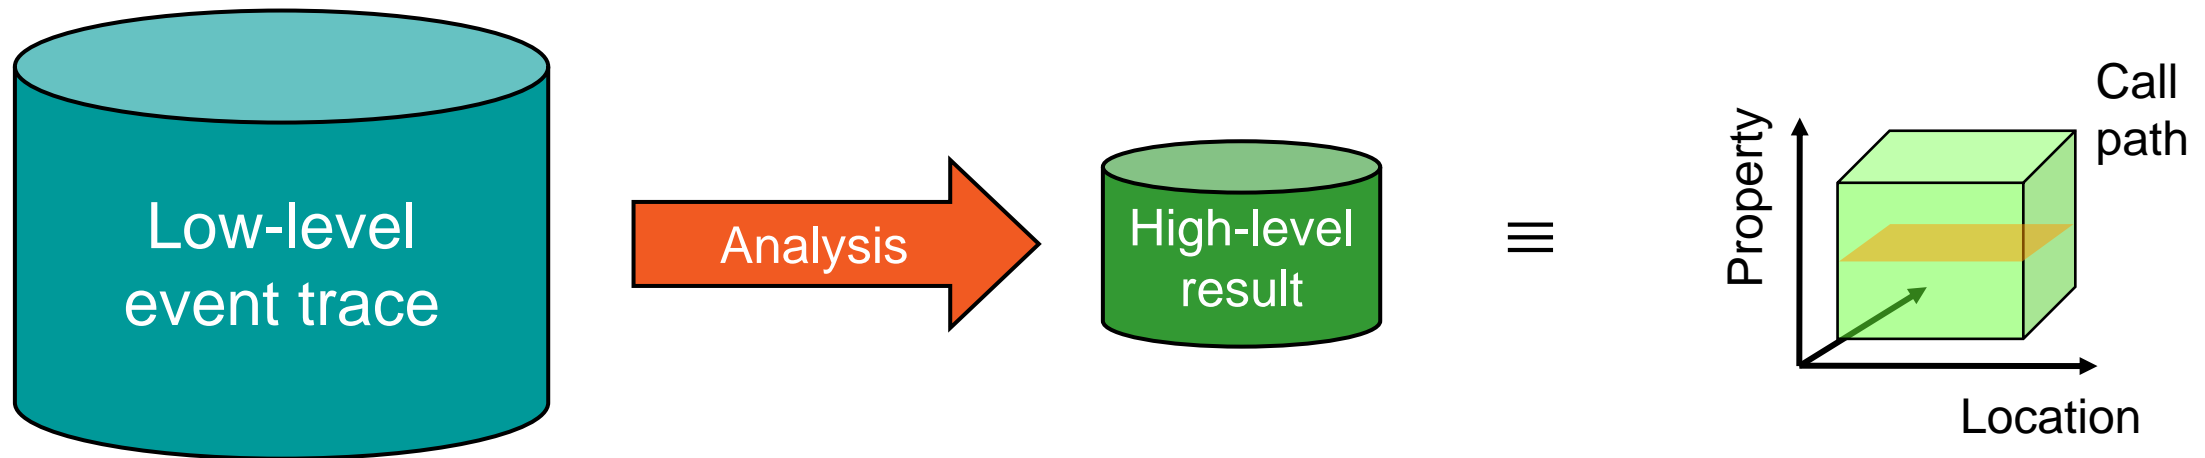 Low-level
event trace
Analysis
High-level
result
≡
Property
Call
path
Location